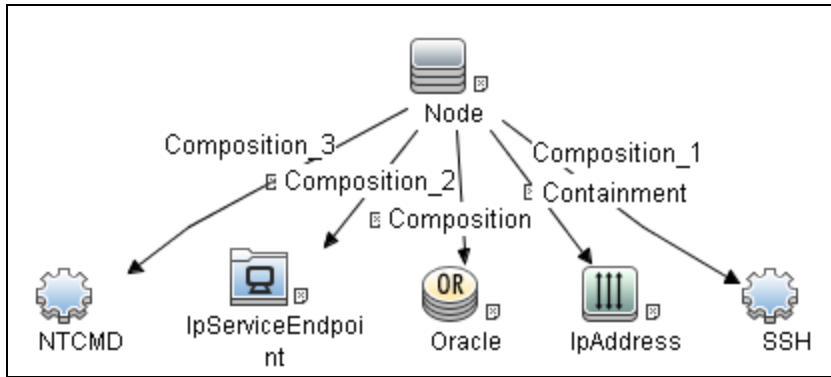 Node
Composition_3
Composition_1
Composition_2
Containment
Composition
OR
NTCMD
IpServiceEndpoi
nt
Oracle
IpAddress
SSH